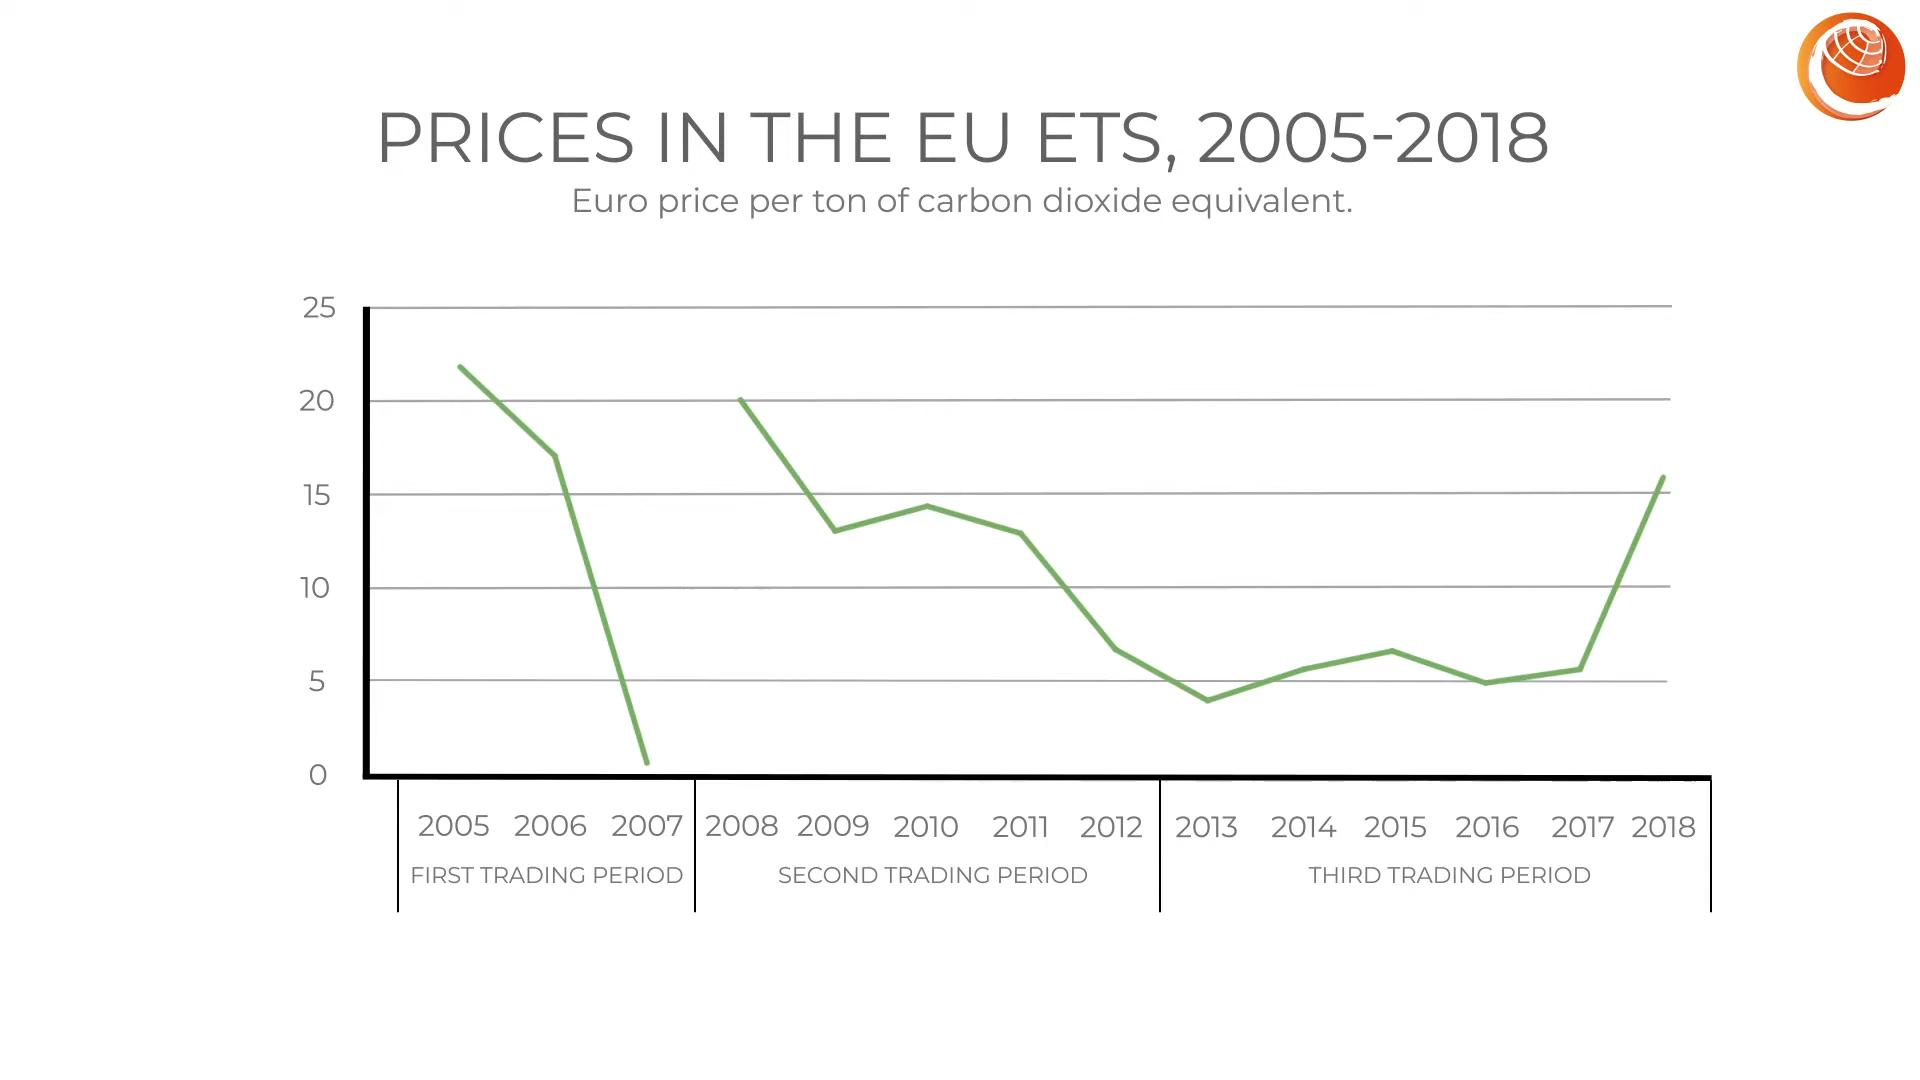 PRICES IN THE EU ETS, 2005-2018
Euro price per ton of carbon dioxide equivalent.
25
20
15
10
5
0
2005 2006 2007 2008 2009 2010 2011 2012 2013 2014 2015 2016 2017 2018
FIRST TRADING PERIOD SECOND TRADING PERIOD THIRD TRADING PERIOD